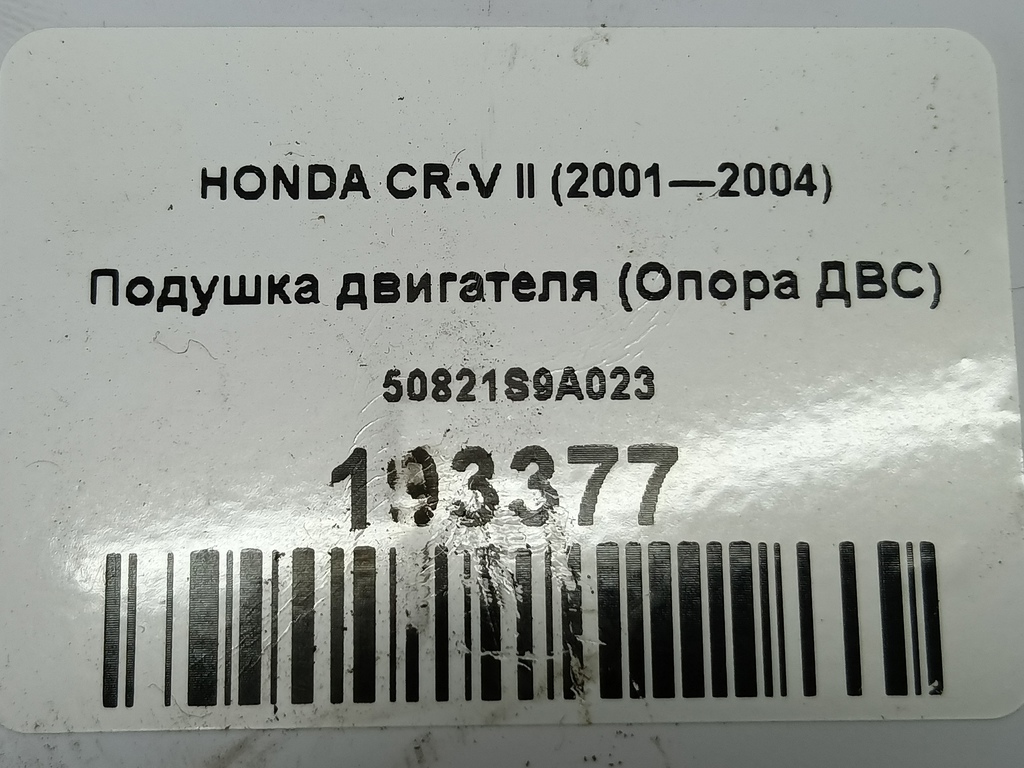 HONDA CR-V II (2001—2004)
Подушка двигателя (Опора ДВС)
50821S9A023
193377